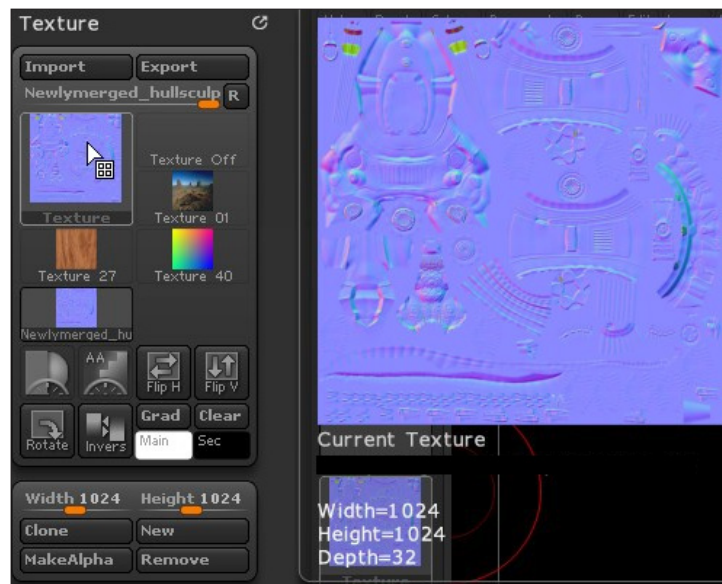 Texture
Import Export
Newlymerged_hullsculp R
Texture Off
Texture Texture 01
Texture 27 Texture 40
Newlymerged_hu
AA
Flip H Flip V
Rotate Invers Grad Clear
Main Sec
Width 1024 Height 1024
Clone New
MakeAlpha Remove
Current Texture
Width=1024
Height=1024
Depth=32
Texture